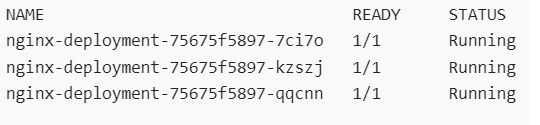 NAME READY STATUS
nginx-deployment-75675f5897-7ci7o 1/1 Running
nginx-deployment-75675f5897-kzszj 1/1 Running
nginx-deployment-75675f5897-qqcnn 1/1 Running